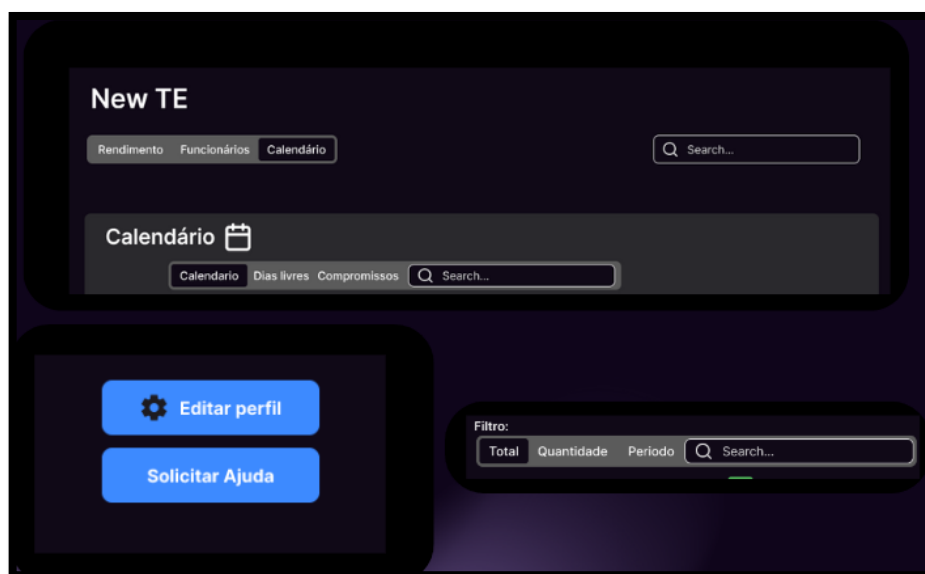 New TE
Rendimento Funcionários Calendário Search...
Calendário
Calendario Dias livres Compromissos Search...
Editar perfil
Solicitar Ajuda
Filtro:
Total Quantidade Periodo Search...